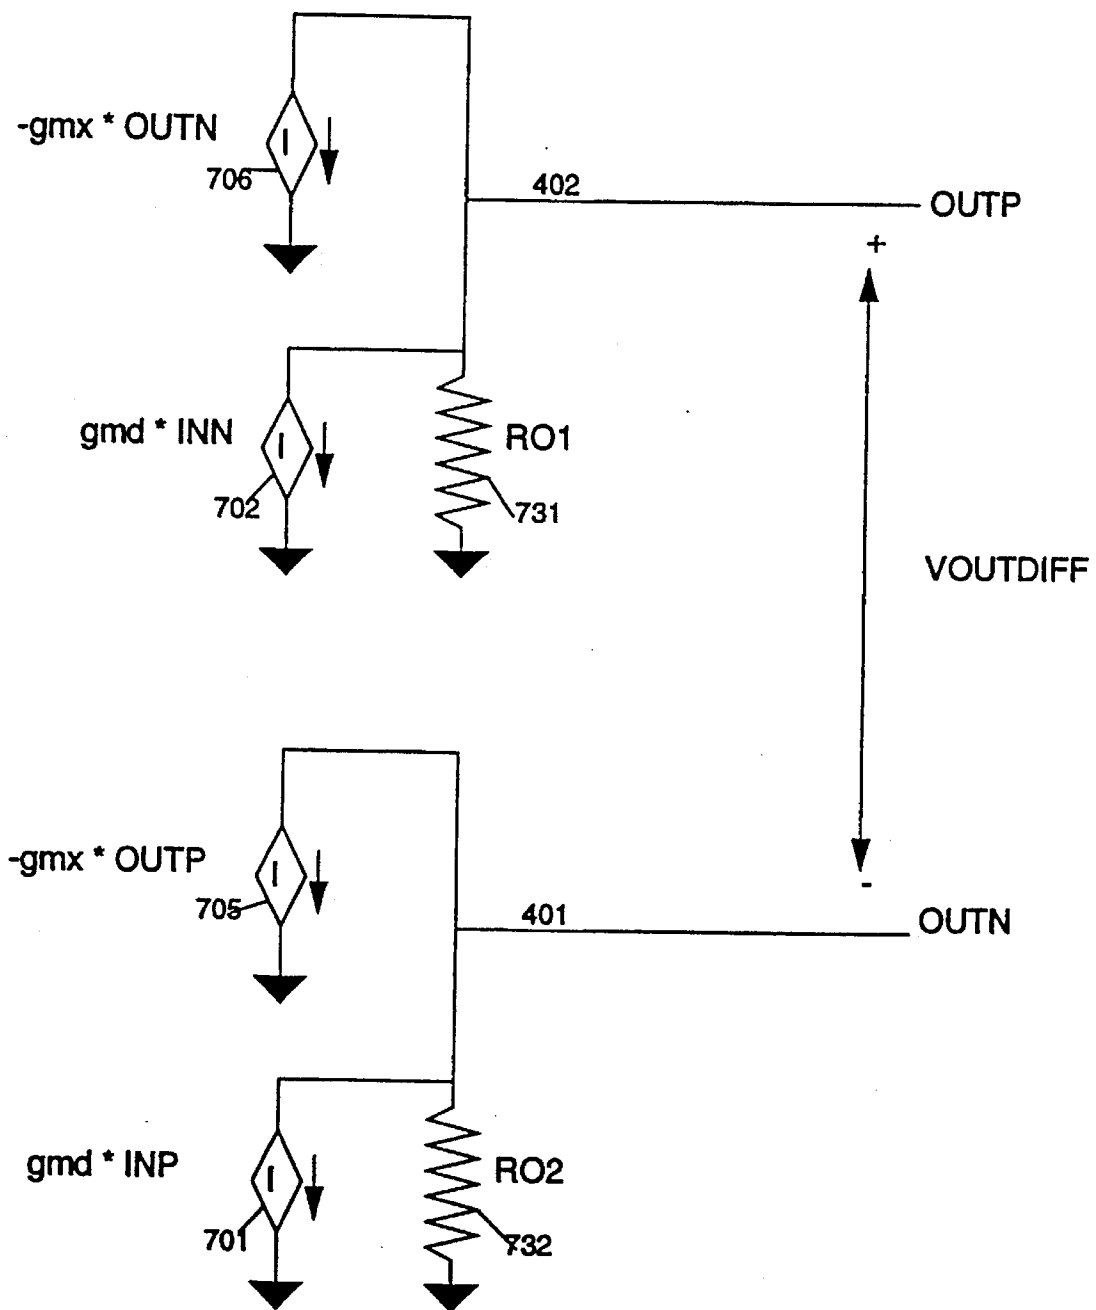 -gmx * OUTN
I
706
402
OUTP
+
gmd * INN
I
RO1
702
731
VOUTDIFF
-gmx * OUTP
I
705
401
-
OUTN
gmd * INP
I
RO2
701
732